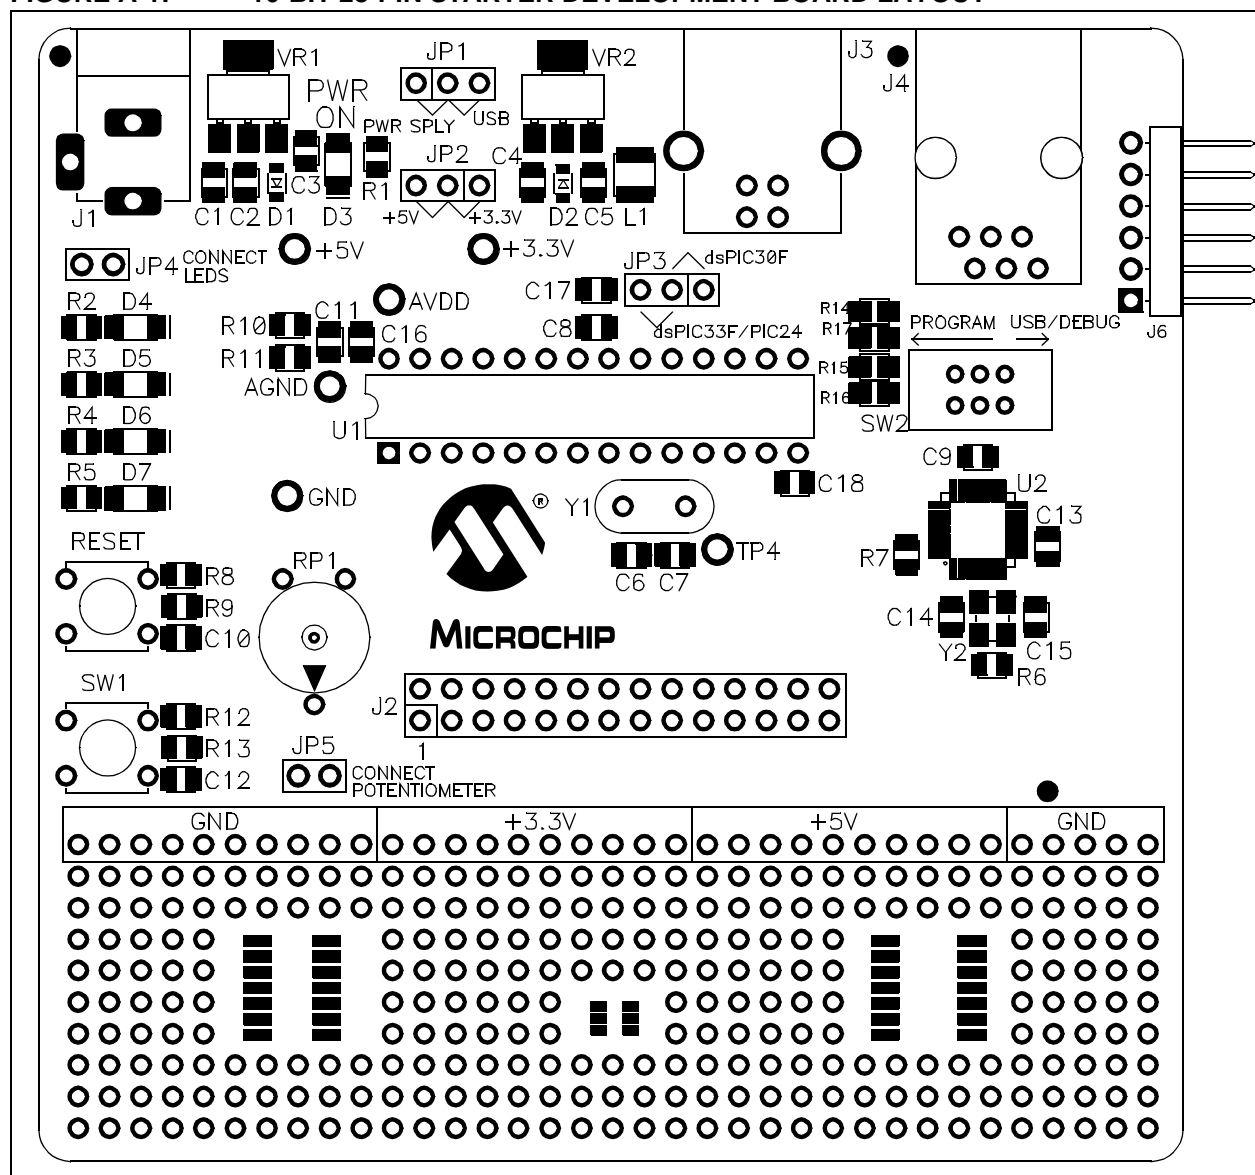 VR1
JP1
VR2
J3
J4
PWR
ON
PWR SPLY
USB
JP2
C4
C3
R1
J1
C1
C2
D1
D3
+5V
+3.3V
D2
C5
L1
JP4
CONNECT
LEDS
+5V
+3.3V
JP3
dsPIC30F
R2
D4
AVDD
C17
R10
C11
C16
C8
dsPIC33F/PIC24
R14
R17
PROGRAM
USB/DEBUG
J6
R3
D5
R11
R15
AGND
R16
R4
D6
U1
SW2
R5
D7
C9
U2
GND
®
Y1
C18
C13
RESET
RP1
TP4
R7
R8
C6
C7
R9
C14
C10
MICROCHIP
Y2
C15
R6
SW1
J2
R12
1
R13
JP5
C12
CONNECT
POTENTIOMETER
GND
+3.3V
+5V
GND